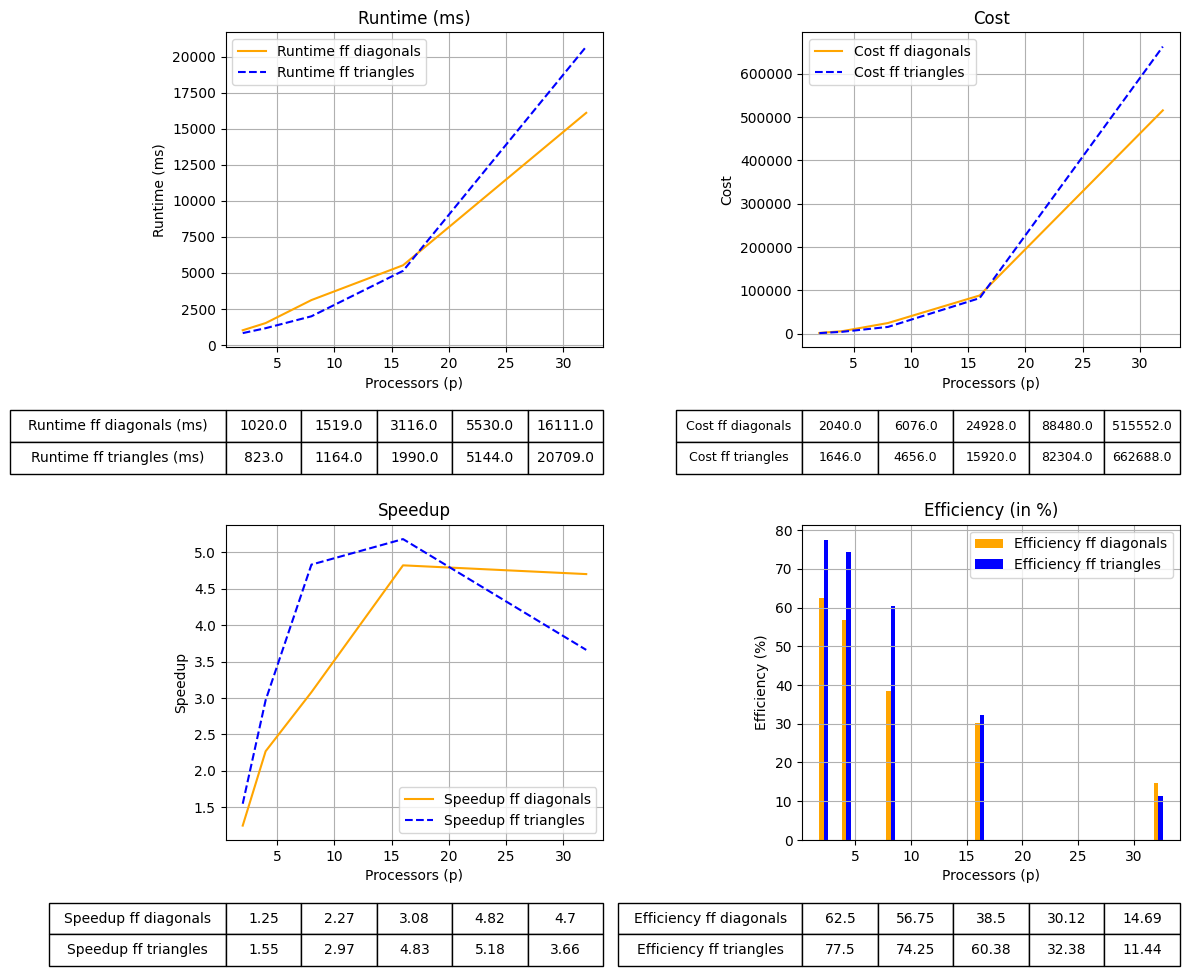 Runtime (ms)
Runtime ff diagonals
Runtime ff triangles
20000
17500
15000
12500
10000
7500
5000
2500
0
Runtime (ms)
5 10 15 20 25 30
Processors (p)
Runtime ff diagonals (ms) 1020.0 1519.0 3116.0 5530.0 16111.0
Runtime ff triangles (ms) 823.0 1164.0 1990.0 5144.0 20709.0
Cost
Cost ff diagonals
Cost ff triangles
600000
500000
400000
300000
200000
100000
0
Cost
5 10 15 20 25 30
Processors (p)
Cost ff diagonals 2040.0 6076.0 24928.0 88480.0 515552.0
Cost ff triangles 1646.0 4656.0 15920.0 82304.0 662688.0
Speedup
5.0
4.5
4.0
3.5
3.0
2.5
2.0
1.5
Speedup
Speedup ff diagonals
Speedup ff triangles
5 10 15 20 25 30
Processors (p)
Speedup ff diagonals 1.25 2.27 3.08 4.82 4.7
Speedup ff triangles 1.55 2.97 4.83 5.18 3.66
Efficiency (in %)
Efficiency ff diagonals
Efficiency ff triangles
80
70
60
50
40
30
20
10
0
Efficiency (%)
5 10 15 20 25 30
Processors (p)
Efficiency ff diagonals 62.5 56.75 38.5 30.12 14.69
Efficiency ff triangles 77.5 74.25 60.38 32.38 11.44